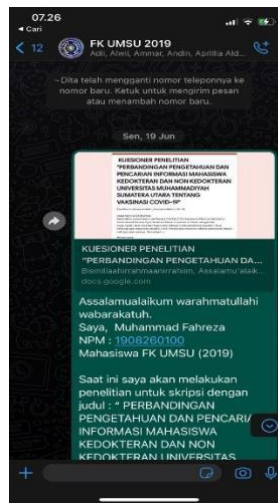 07.26
Cari
12
FK UMSU 2019
Adil, Alwi, Ammar, Andin, Aprillia Ald...
~Dita telah mengganti nomor teleponnya ke
nomor baru. Ketuk untuk mengirim pesan
atau menambah nomor baru.
Sen, 19 Jun
KUESIONER PENELITIAN
"PERBANDINGAN PENGETAHUAN DAN
PENCARIAN INFORMASI MAHASISWA
KEDOKTERAN DAN NON KEDOKTERAN
UNIVERSITAS MUHAMMADIYAH
SUMATERA UTARA TENTANG
VAKSINASI COVID-19"
KUESIONER PENELITIAN
"PERBANDINGAN PENGETAHUAN DA...
Bismillaahirrahmaanirrahiim, Assalamu'alaik...
docs.google.com
Assalamualaikum warahmatullahi
wabarakatuh.
Saya, Muhammad Fahreza
NPM : 1908260100
Mahasiswa FK UMSU (2019)
Saat ini saya akan melakukan
penelitian untuk skripsi dengan
judul : " PERBANDINGAN
PENGETAHUAN DAN PENCARIA
INFORMASI MAHASISWA
KEDOKTERAN DAN NON
KEDOKTERAN UNIVERSITAS